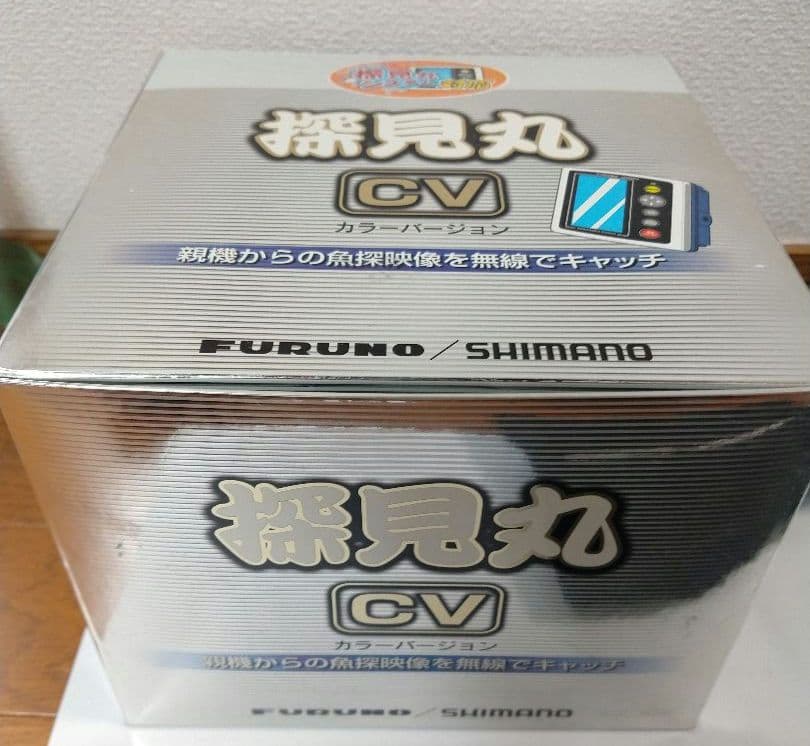 探見丸
CV
カラーバージョン
親機からの魚探映像を無線でキャッチ
FURUNO/SHIMANO
探見丸
CV
カラーバージョン
親機からの魚探映像を無線でキャッチ
FURUNO/SHIMANO